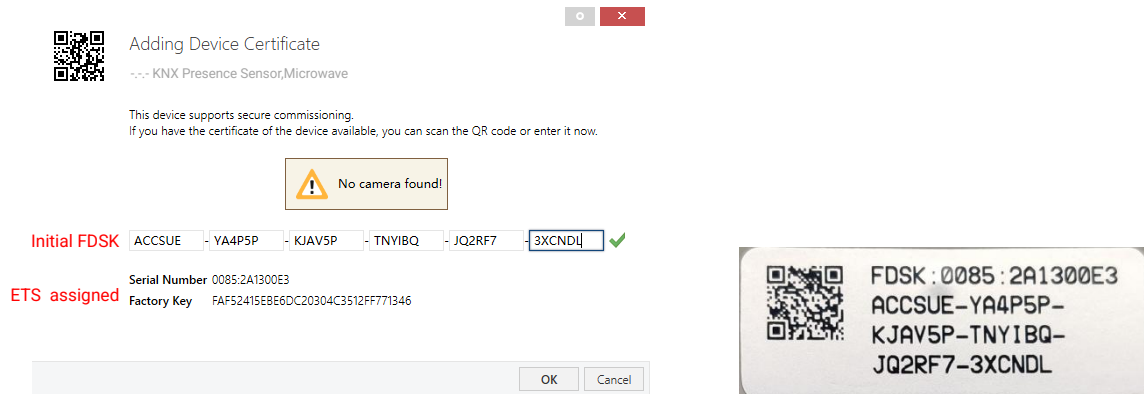 Adding Device Certificate
-.-.- KNX Presence Sensor,Microwave
This device supports secure commissioning.
If you have the certificate of the device available, you can scan the QR code or enter it now.
No camera found!
Initial FDSK ACCSUE - YA4P5P - KJAV5P - TNYIBQ - JQ2RF7 - 3XCNDL
Serial Number 0085:2A1300E3
ETS assigned
Factory Key FAF52415EBE6DC20304C3512FF771346
OK Cancel
FDSK:0085:2A1300E3
ACCSUE-YA4P5P-
KJAV5P-TNYIBQ-
JQ2RF7-3XCNDL